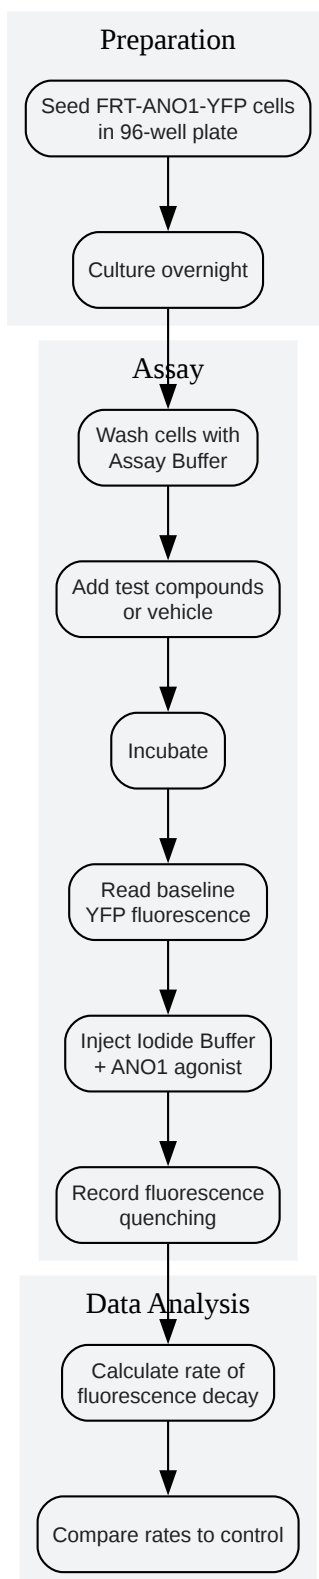 Preparation
Seed FRT-ANO1-YFP cells
in 96-well plate
Culture overnight
Assay
Wash cells with
Assay Buffer
Add test compounds
or vehicle
Incubate
Read baseline
YFP fluorescence
Inject Iodide Buffer
+ ANO1 agonist
Record fluorescence
quenching
Data Analysis
Calculate rate of
fluorescence decay
Compare rates to control